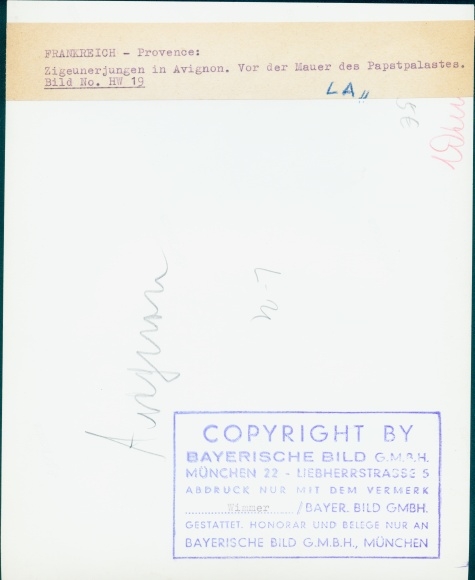 FRANKREICH - Provence:
Zigeunerjungen in Avignon. Vor der Mauer des Papstpalastes.
Bild No. HW 19
LA
Avignon
COPYRIGHT BY
BAYERISCHE BILD G.M.B.H.
MÜNCHEN 22 - LIEBHERRSTRASSE 5
ABDRUCK NUR MIT DEM VERMERK
Wimmer /BAYER. BILD GMBH.
GESTATTET. HONORAR UND BELEGE NUR AN
BAYERISCHE BILD G.M.B.H., MÜNCHEN